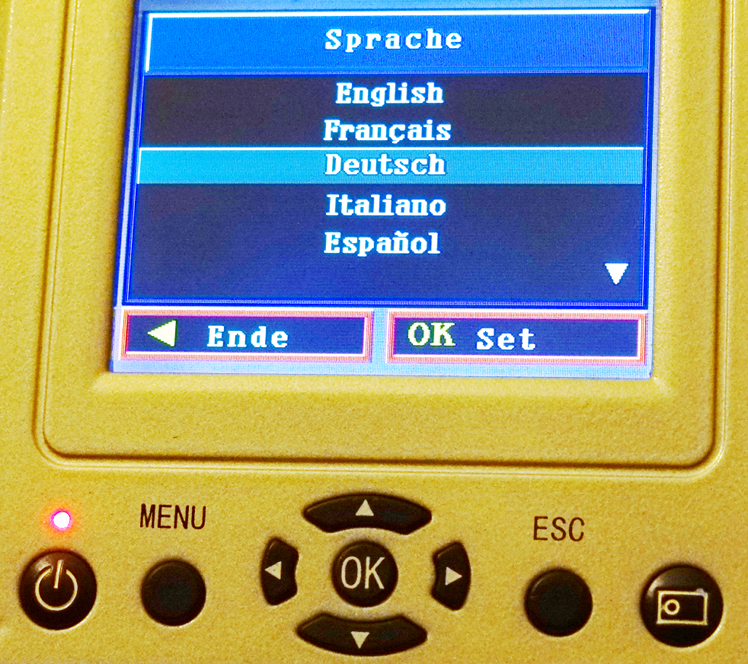 Sprache
English
Français
Deutsch
Italiano
Español
Ende
OK Set
MENU
OK
ESC